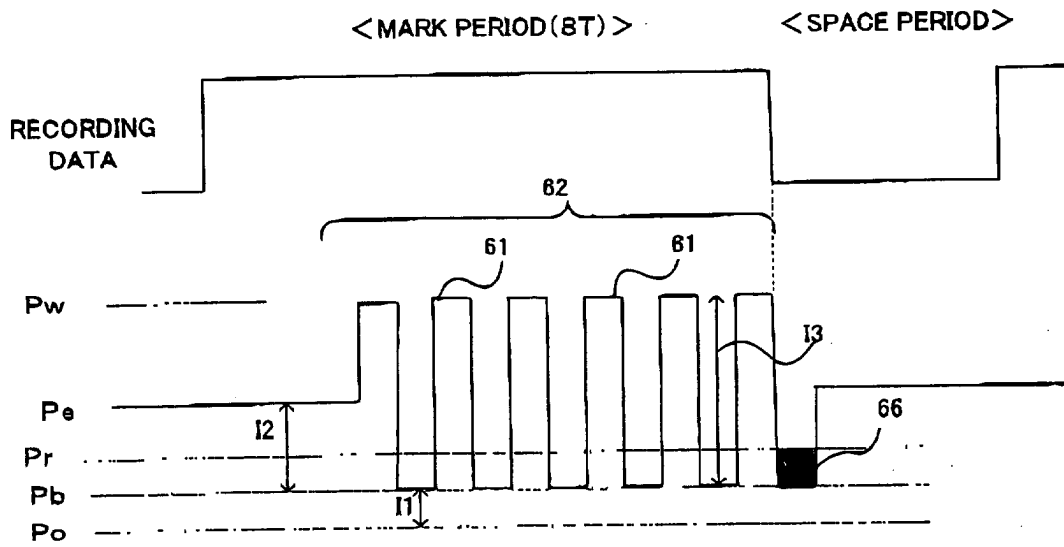 <MARK PERIOD(8T)>
<SPACE PERIOD>
RECORDING
DATA
62
61
61
Pw
I3
Pe
I2
66
Pr
Pb
I1
Po